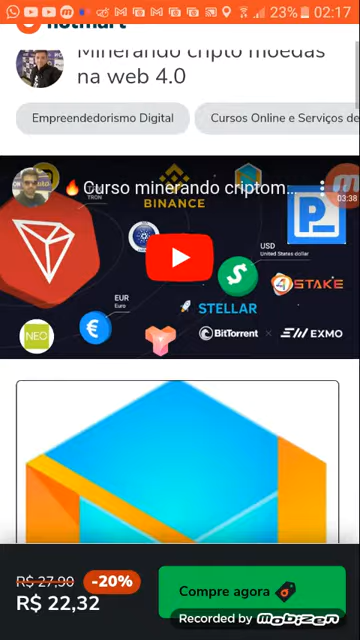 23% 02:17
hotmart
Minerando cripto moedas
na web 4.0
Empreendedorismo Digital
Cursos Online e Serviços de
🔥Curso minerando criptom...
TRON
BINANCE
03:38
USD
United States dollar
P
$
4STAKE
EUR
Euro
€
STELLAR
NEO
BitTorrent
EXMO
R$ 27,90
-20%
R$ 22,32
Compre agora
Recorded by
mobizen